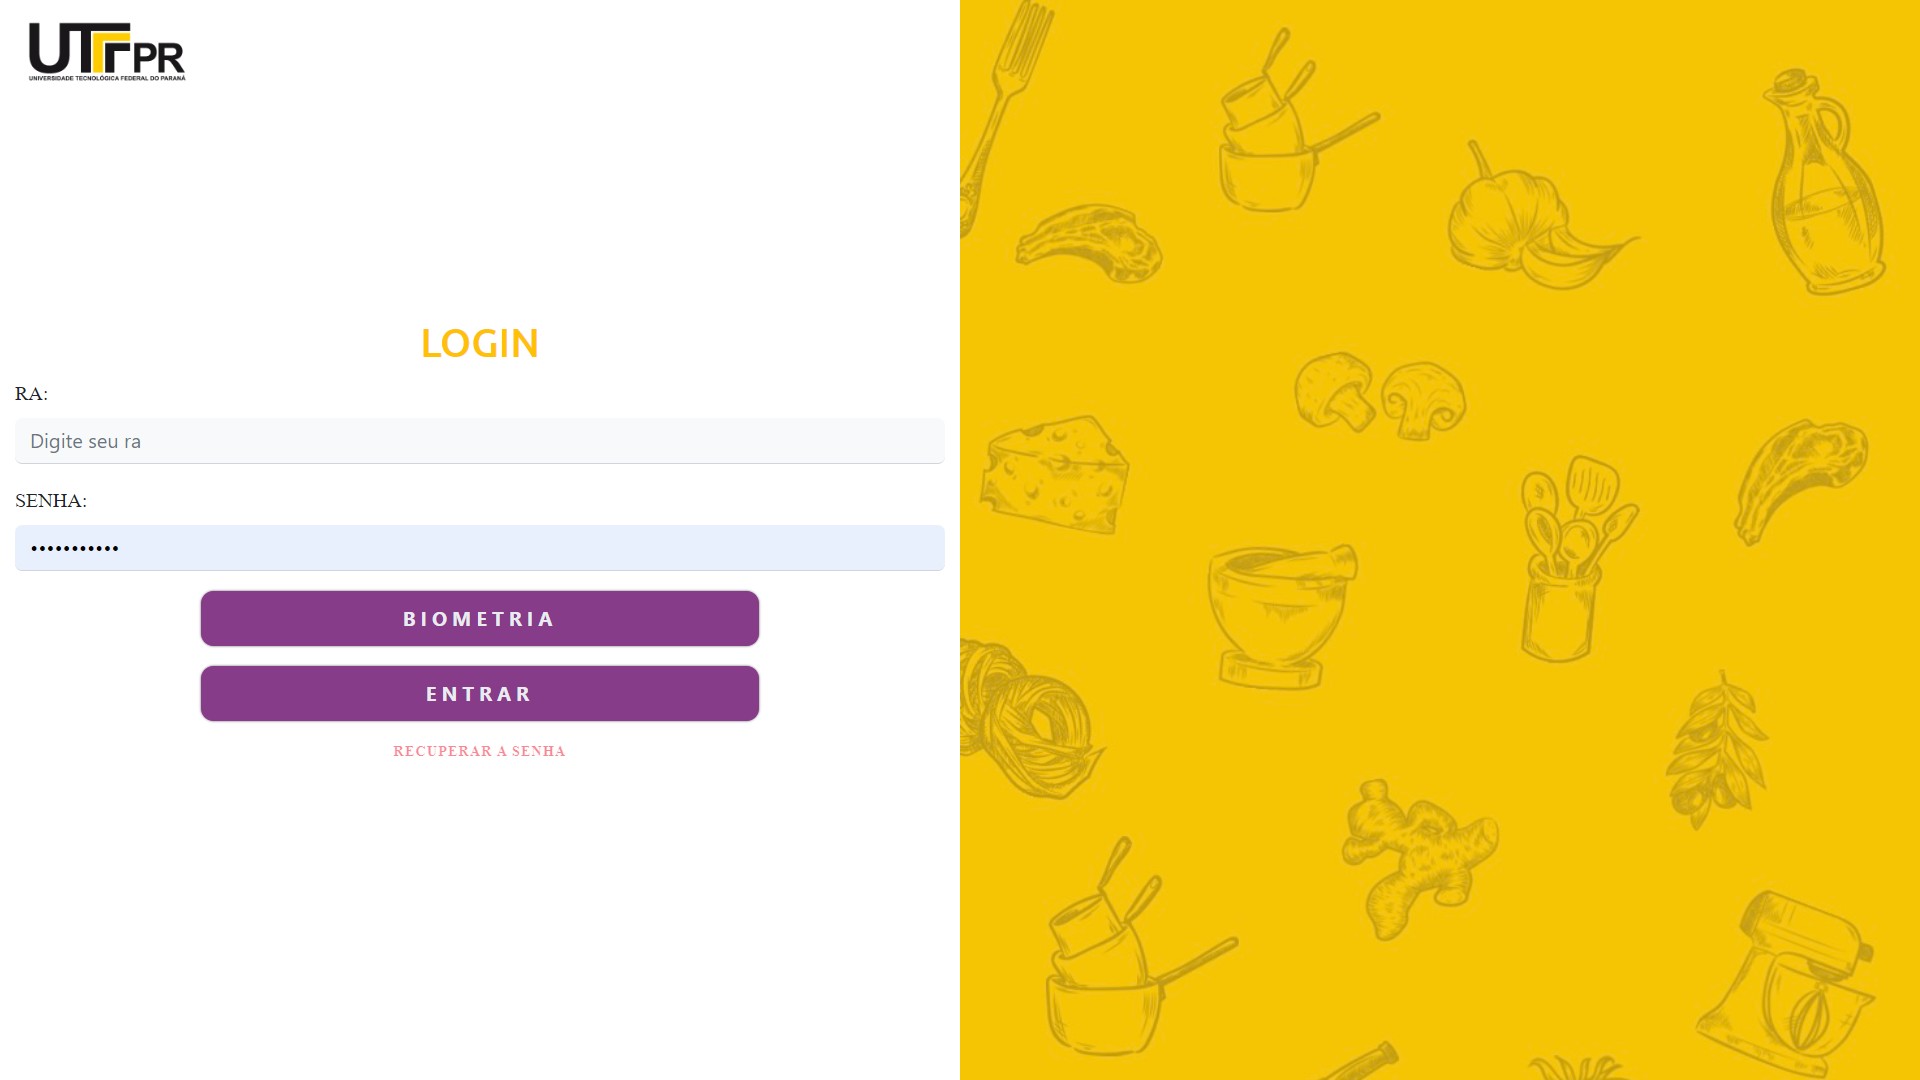 UTFPR
UNIVERSIDADE TECNOLÓGICA FEDERAL DO PARANÁ
LOGIN
RA:
Digite seu ra
SENHA:
•••••••••••
BIOMETRIA
ENTRAR
RECUPERAR A SENHA